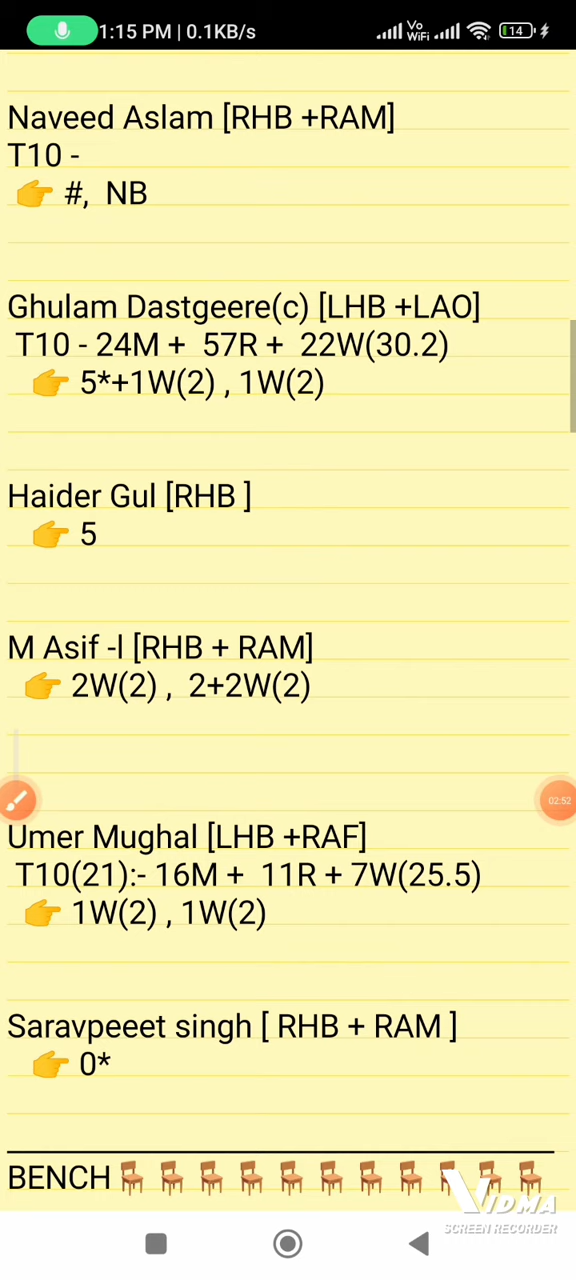 1:15 PM | 0.1KB/s Vo WiFi 14
Naveed Aslam [RHB +RAM]
T10 -
👉 #, NB
Ghulam Dastgeere(c) [LHB +LAO]
T10 - 24M + 57R + 22W(30.2)
👉 5*+1W(2) , 1W(2)
Haider Gul [RHB ]
👉 5
M Asif -l [RHB + RAM]
👉 2W(2) , 2+2W(2)
02:52
Umer Mughal [LHB +RAF]
T10(21):- 16M + 11R + 7W(25.5)
👉 1W(2) , 1W(2)
Saravpeeet singh [ RHB + RAM ]
👉 0*
BENCH🪑🪑🪑🪑🪑🪑🪑🪑🪑🪑🪑
VIDMA
SCREEN RECORDER